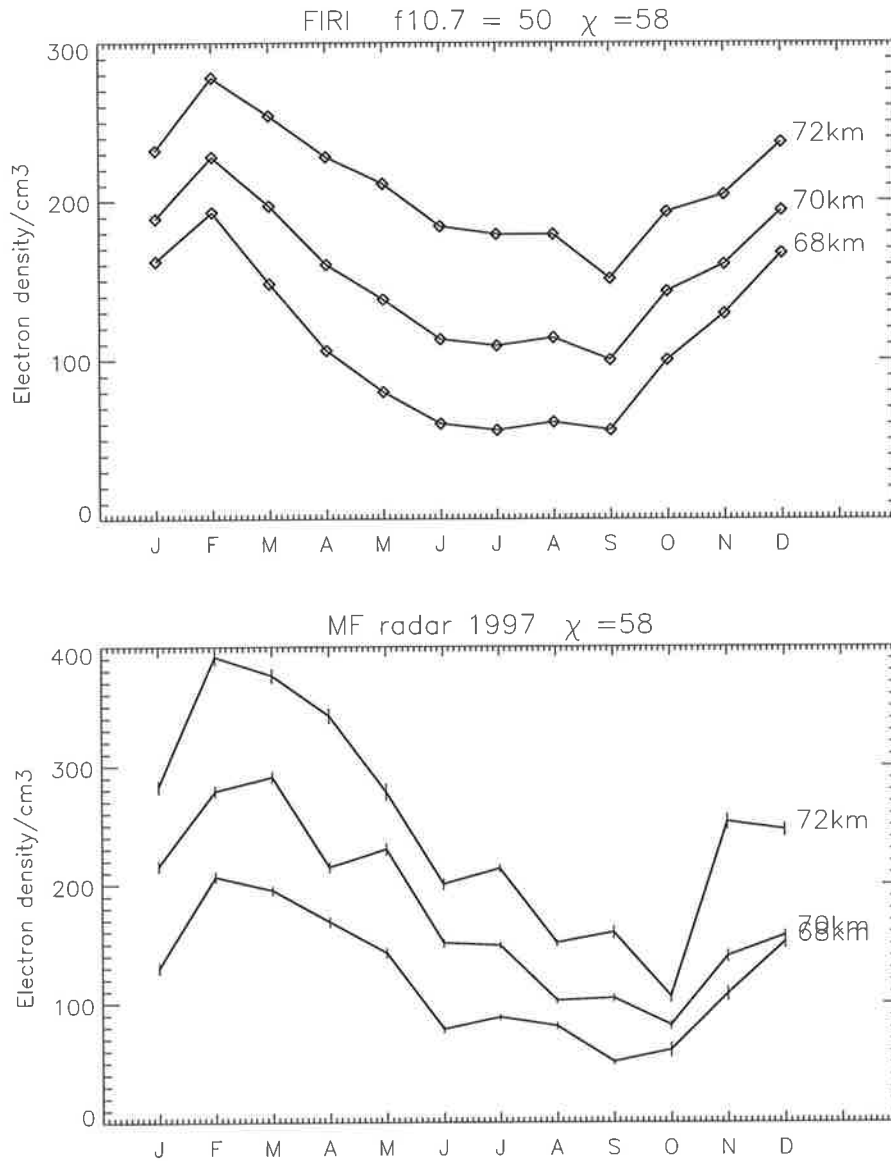 FIRI f10.7 = 50 χ =58
300
200
100
0
Electron density/cm3
72km
70km
68km
J F M A M J J A S O N D
MF radar 1997 χ =58
400
300
200
100
0
Electron density/cm3
72km
70km
68km
J F M A M J J A S O N D